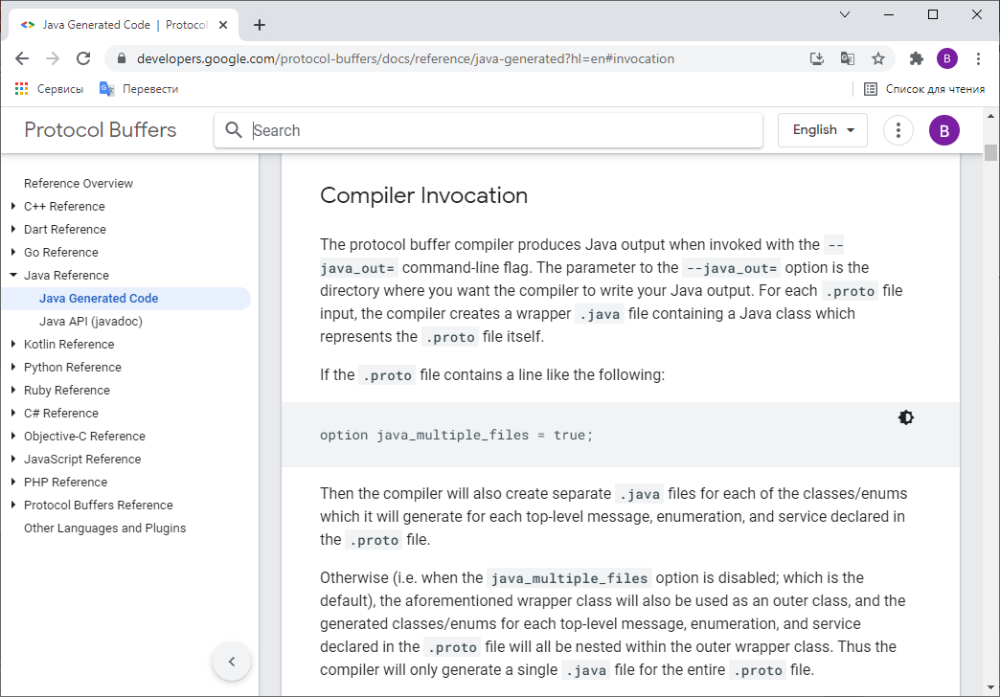 Java Generated Code | Protocol
developers.google.com/protocol-buffers/docs/reference/java-generated?hl=en#invocation
B
Сервисы
Перевести
Список для чтения
Protocol Buffers
Search
English
B
Reference Overview
C++ Reference
Dart Reference
Go Reference
Java Reference
Java Generated Code
Java API (javadoc)
Kotlin Reference
Python Reference
Ruby Reference
C# Reference
Objective-C Reference
JavaScript Reference
PHP Reference
Protocol Buffers Reference
Other Languages and Plugins
Compiler Invocation
The protocol buffer compiler produces Java output when invoked with the --
java_out= command-line flag. The parameter to the --java_out= option is the
directory where you want the compiler to write your Java output. For each .proto file
input, the compiler creates a wrapper .java file containing a Java class which
represents the .proto file itself.
If the .proto file contains a line like the following:
option java_multiple_files = true;
Then the compiler will also create separate .java files for each of the classes/enums
which it will generate for each top-level message, enumeration, and service declared in
the .proto file.
Otherwise (i.e. when the java_multiple_files option is disabled; which is the
default), the aforementioned wrapper class will also be used as an outer class, and the
generated classes/enums for each top-level message, enumeration, and service
declared in the .proto file will all be nested within the outer wrapper class. Thus the
compiler will only generate a single .java file for the entire .proto file.